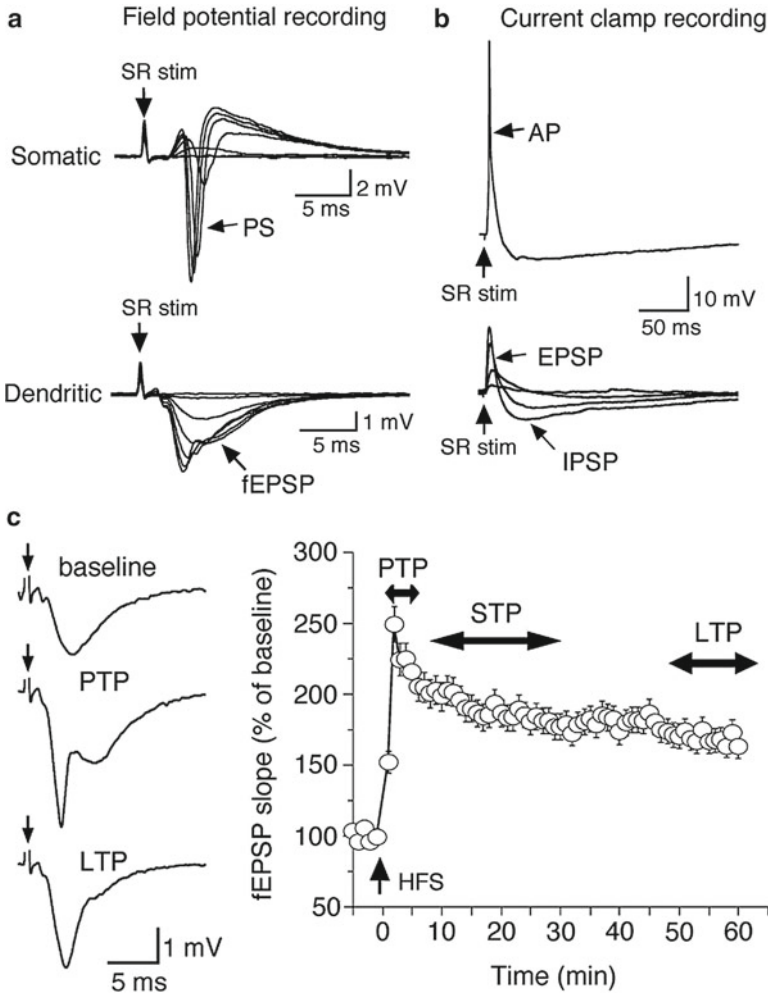 a Field potential recording
SR stim
Somatic
PS
2 mV
5 ms
SR stim
Dendritic
fEPSP
1 mV
5 ms
b Current clamp recording
AP
SR stim
10 mV
50 ms
EPSP
SR stim
IPSP
c
baseline
PTP
LTP
1 mV
5 ms
fEPSP slope (% of baseline)
300
250
200
150
100
50
PTP
STP
LTP
HFS
0 10 20 30 40 50 60
Time (min)